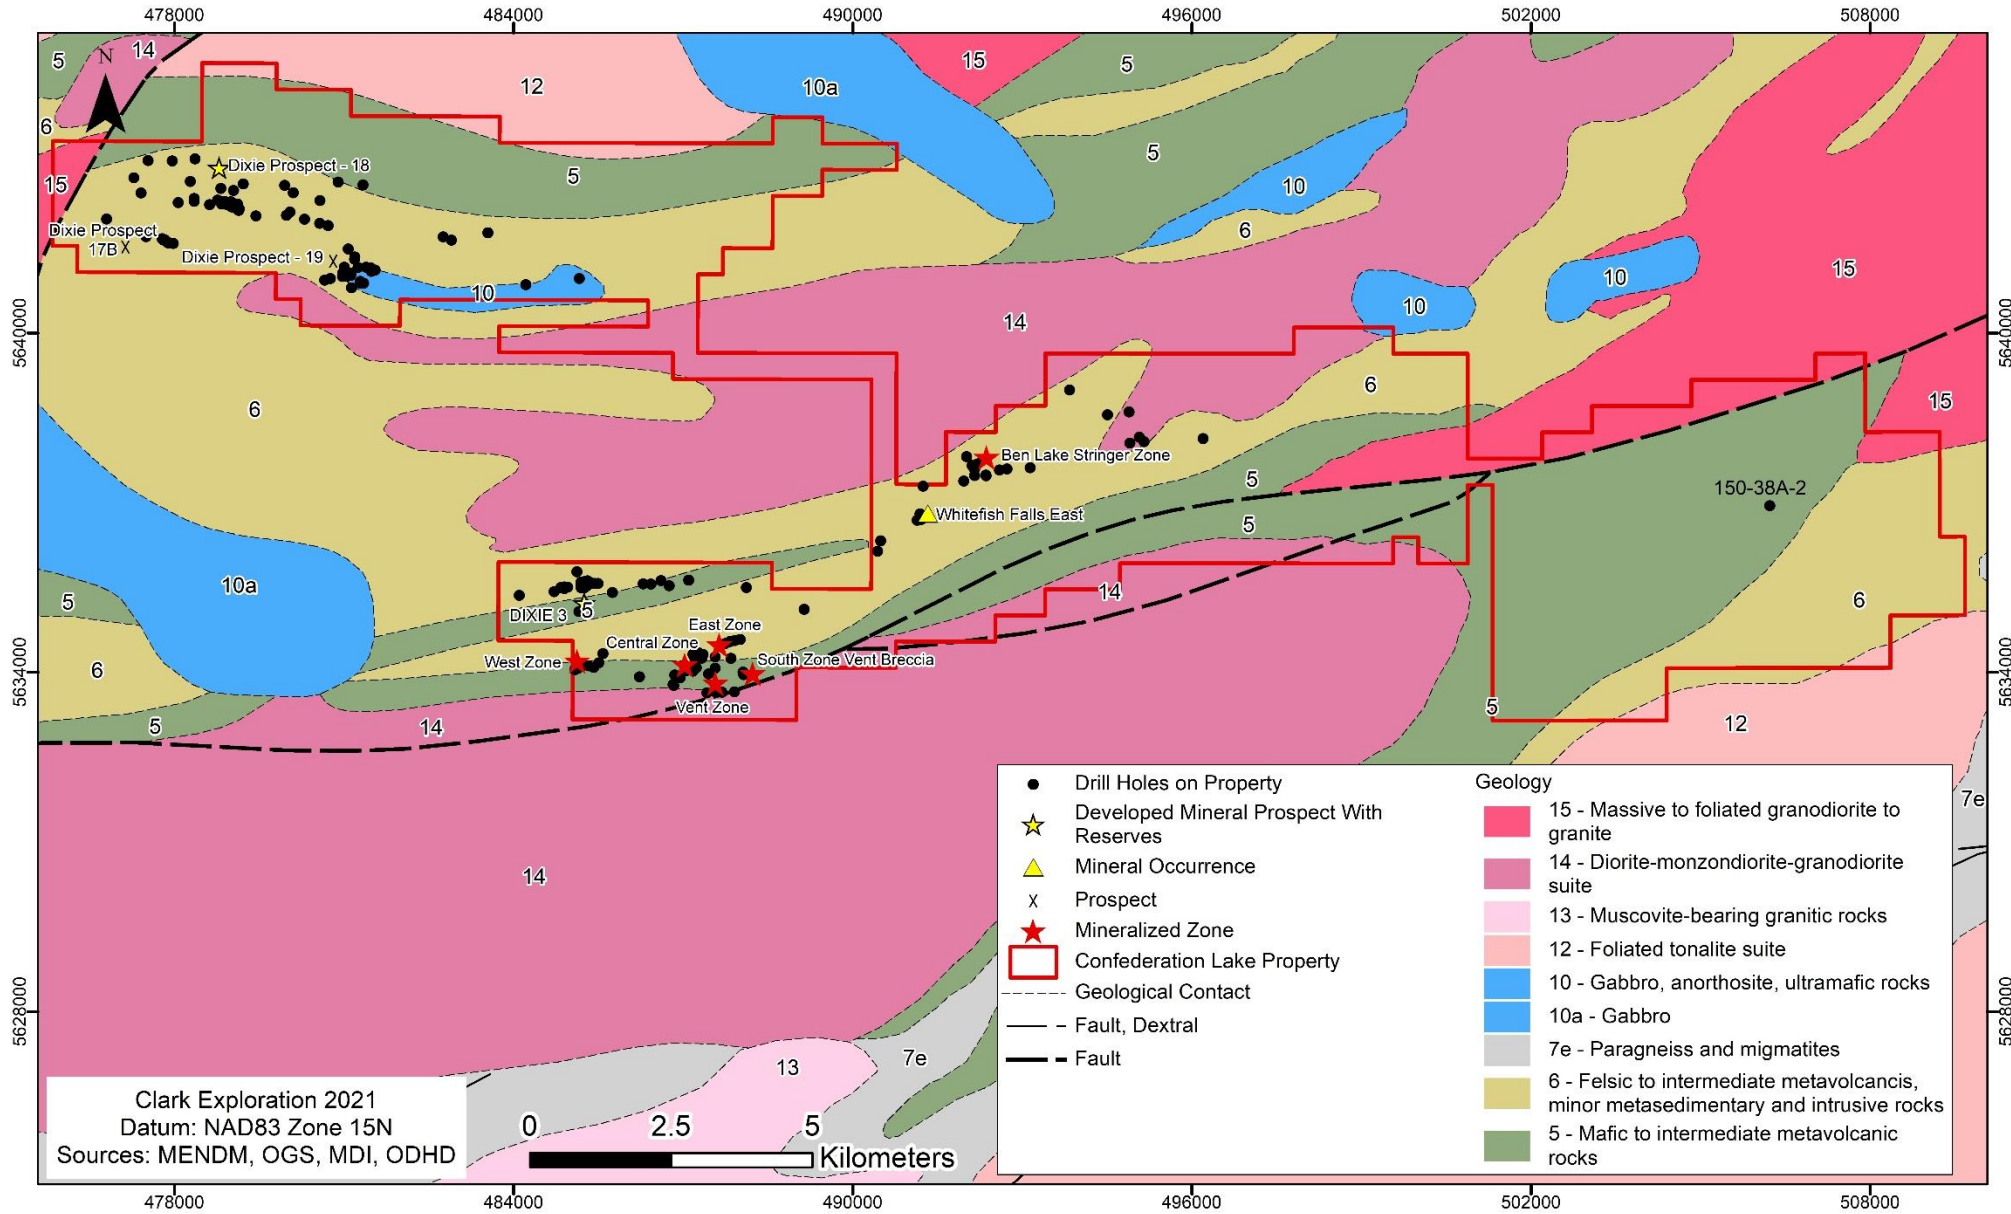 478000 484000 490000 496000 502000 508000
5 14 N 12 10a 15 5
6
Dixie Prospect - 18
15 5 5 10
Dixie Prospect
17B
Dixie Prospect - 19
6
10 10 10 15
5640000 5640000
14
6 6 15
Ben Lake Stringer Zone
5 150-38A-2
Whitefish Falls East
5
10a
5 DIXIE 3 5 14 6
East Zone
Central Zone
West Zone South Zone Vent Breccia
5634000 6 5634000
Vent Zone 5
5 14 12
14
7e
13 7e
5628000 5628000
Drill Holes on Property
Developed Mineral Prospect With
Reserves
Mineral Occurrence
Prospect
Mineralized Zone
Confederation Lake Property
Geological Contact
Fault, Dextral
Fault
Geology
15 - Massive to foliated granodiorite to
granite
14 - Diorite-monzondiorite-granodiorite
suite
13 - Muscovite-bearing granitic rocks
12 - Foliated tonalite suite
10 - Gabbro, anorthosite, ultramafic rocks
10a - Gabbro
7e - Paragneiss and migmatites
6 - Felsic to intermediate metavolcancis,
minor metasedimentary and intrusive rocks
5 - Mafic to intermediate metavolcanic
rocks
Clark Exploration 2021
Datum: NAD83 Zone 15N
Sources: MENDM, OGS, MDI, ODHD
0 2.5 5
Kilometers
478000 484000 490000 496000 502000 508000